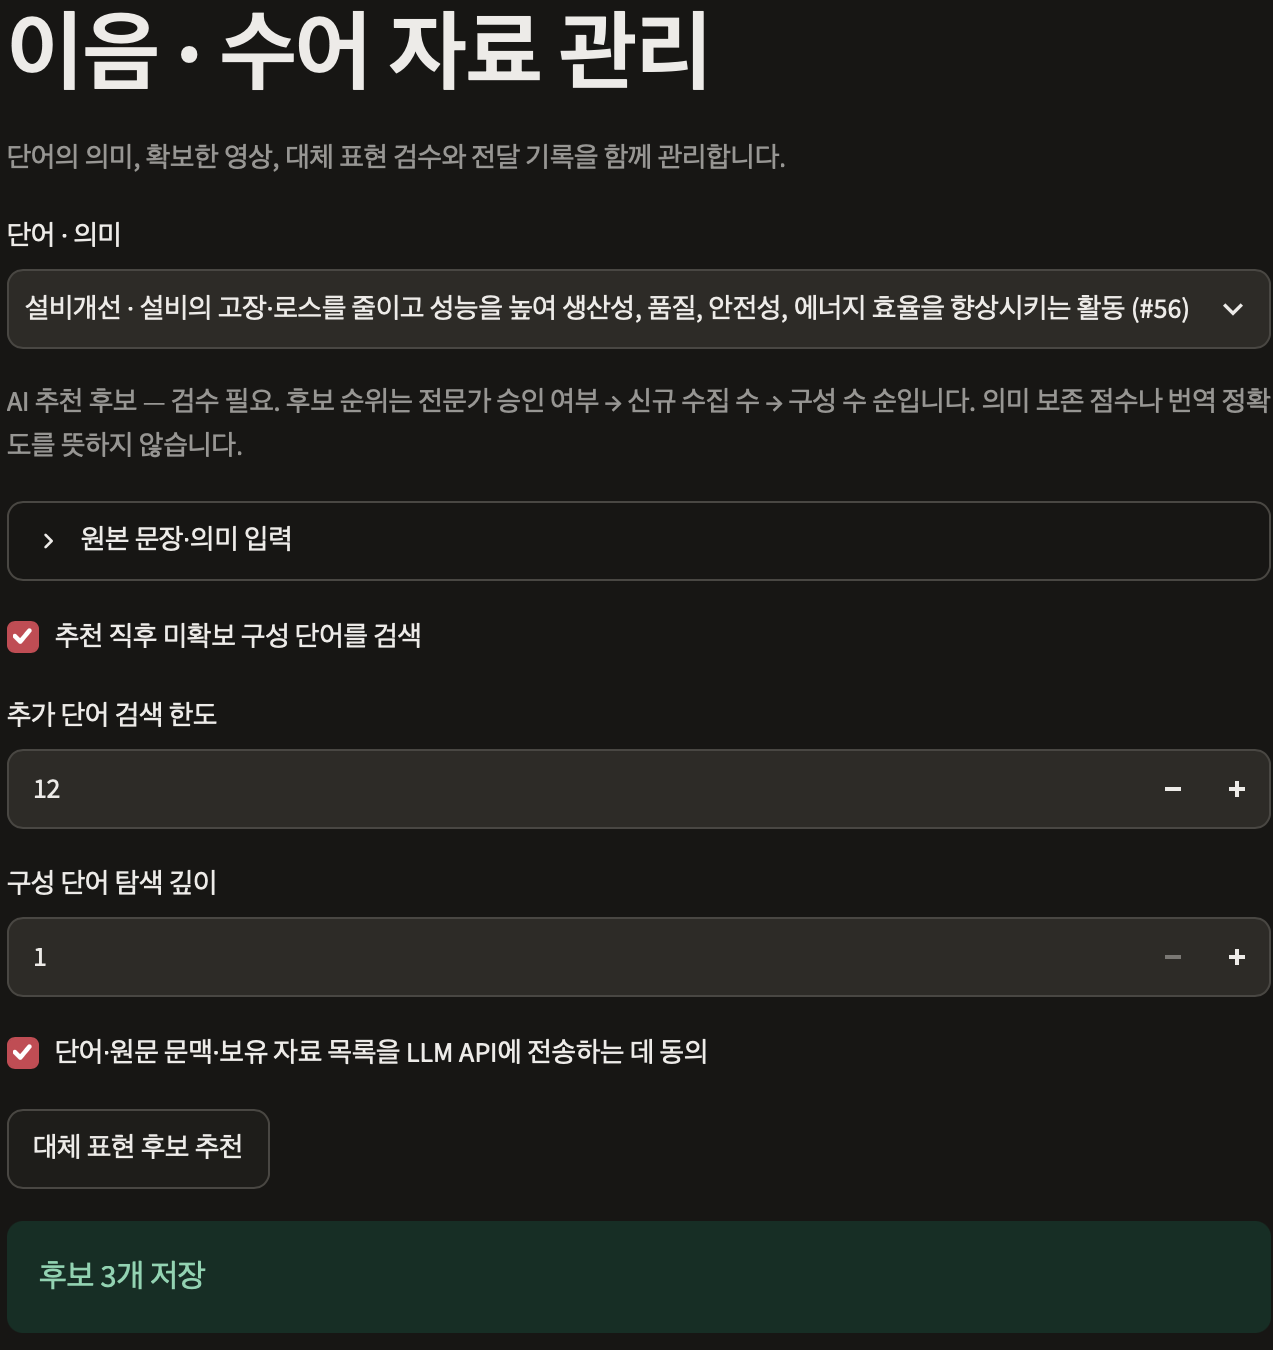 이음 · 수어 자료 관리
단어의 의미, 확보한 영상, 대체 표현 검수와 전달 기록을 함께 관리합니다.
단어 · 의미
설비개선 · 설비의 고장·로스를 줄이고 성능을 높여 생산성, 품질, 안전성, 에너지 효율을 향상시키는 활동 (#56)
AI 추천 후보 — 검수 필요. 후보 순위는 전문가 승인 여부 → 신규 수집 수 → 구성 수 순입니다. 의미 보존 점수나 번역 정확
도를 뜻하지 않습니다.
원본 문장·의미 입력
추천 직후 미확보 구성 단어를 검색
추가 단어 검색 한도
12
구성 단어 탐색 깊이
1
단어·원문 문맥·보유 자료 목록을 LLM API에 전송하는 데 동의
대체 표현 후보 추천
후보 3개 저장